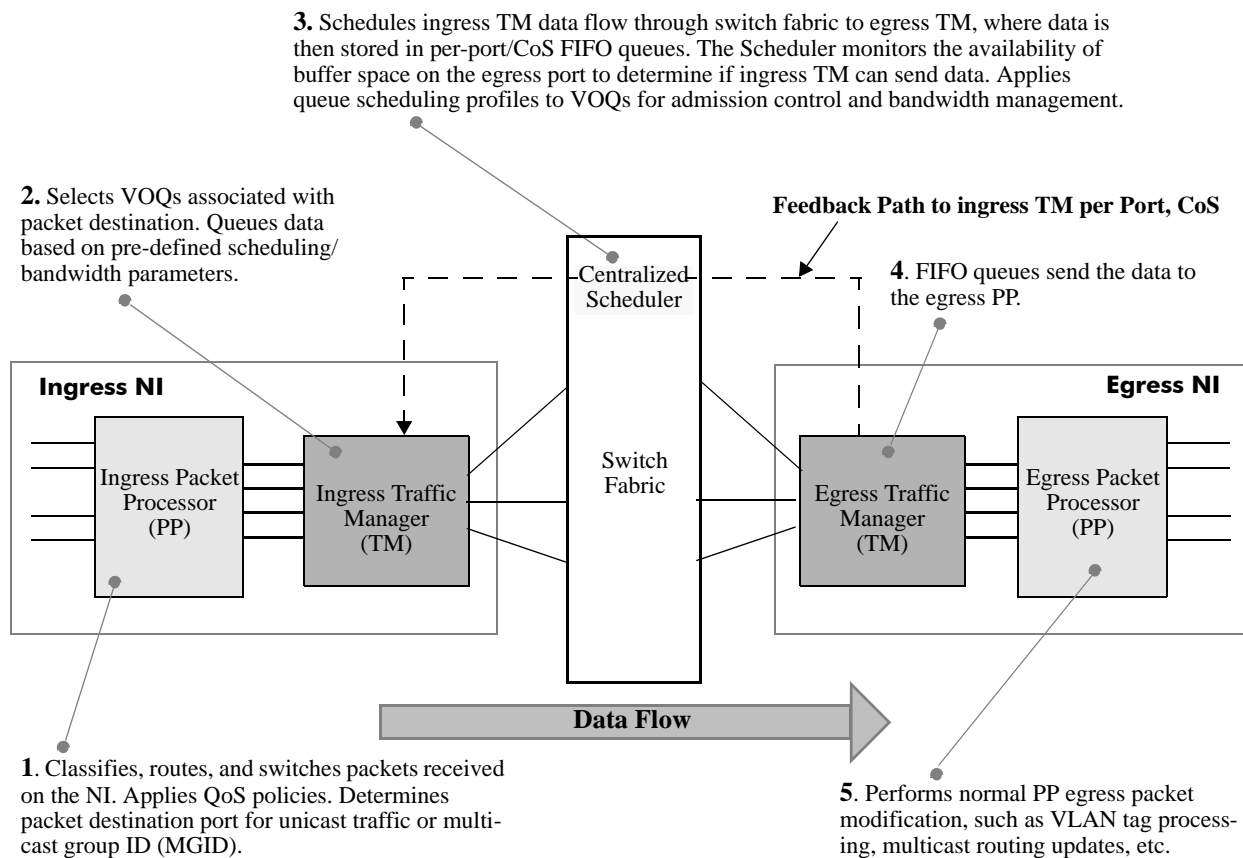 3. Schedules ingress TM data flow through switch fabric to egress TM, where data is
then stored in per-port/CoS FIFO queues. The Scheduler monitors the availability of
buffer space on the egress port to determine if ingress TM can send data. Applies
queue scheduling profiles to VOQs for admission control and bandwidth management.
2. Selects VOQs associated with
packet destination. Queues data
based on pre-defined scheduling/
bandwidth parameters.
Feedback Path to ingress TM per Port, CoS
Centralized
Scheduler
4. FIFO queues send the data to
the egress PP.
Ingress NI
Egress NI
Ingress Packet
Processor
(PP)
Ingress Traffic
Manager
(TM)
Switch
Fabric
Egress Traffic
Manager
(TM)
Egress Packet
Processor
(PP)
Data Flow
1. Classifies, routes, and switches packets received
on the NI. Applies QoS policies. Determines
packet destination port for unicast traffic or multi-
cast group ID (MGID).
5. Performs normal PP egress packet
modification, such as VLAN tag process-
ing, multicast routing updates, etc.